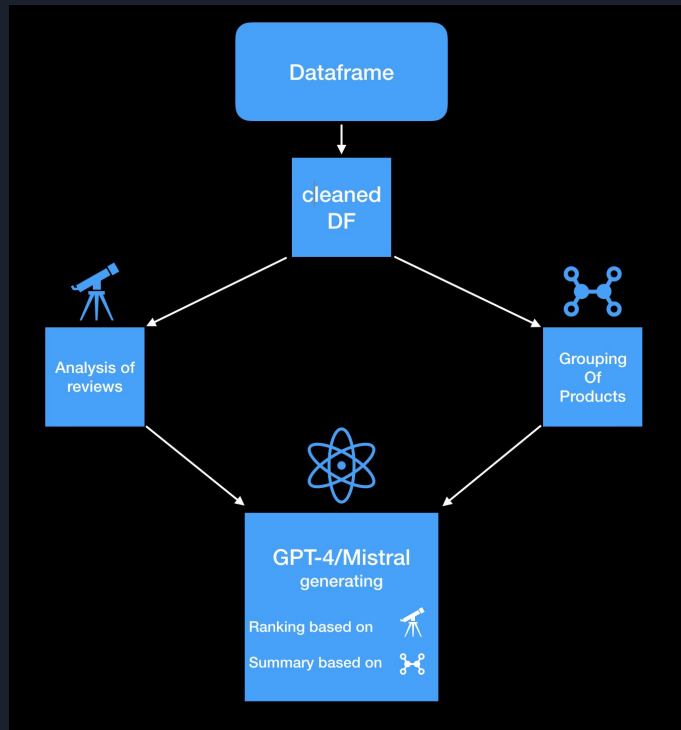 Dataframe
cleaned
DF
Analysis of
reviews
Grouping
Of
Products
GPT-4/Mistral
generating
Ranking based on
Summary based on